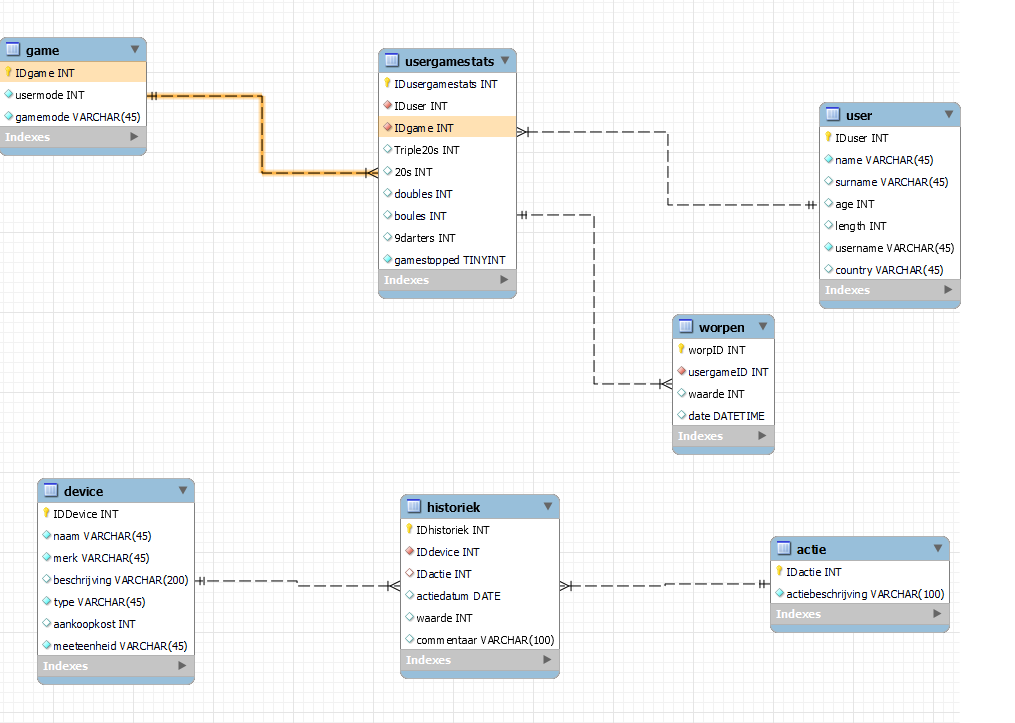 game
IDgame INT
usermode INT
gamemode VARCHAR(45)
Indexes
usergamestats
IDusergamestats INT
IDuser INT
IDgame INT
Triple20s INT
20s INT
doubles INT
boules INT
9darters INT
gamestopped TINYINT
Indexes
user
IDuser INT
name VARCHAR(45)
surname VARCHAR(45)
age INT
length INT
username VARCHAR(45)
country VARCHAR(45)
Indexes
worpen
worpID INT
usergameID INT
waarde INT
date DATETIME
Indexes
device
IDDevice INT
naam VARCHAR(45)
merk VARCHAR(45)
beschrijving VARCHAR(200)
type VARCHAR(45)
aankoopkost INT
meeteenheid VARCHAR(45)
Indexes
historiek
IDhistoriek INT
IDdevice INT
IDactie INT
actiedatum DATE
waarde INT
commentaar VARCHAR(100)
Indexes
actie
IDactie INT
actiebeschrijving VARCHAR(100)
Indexes